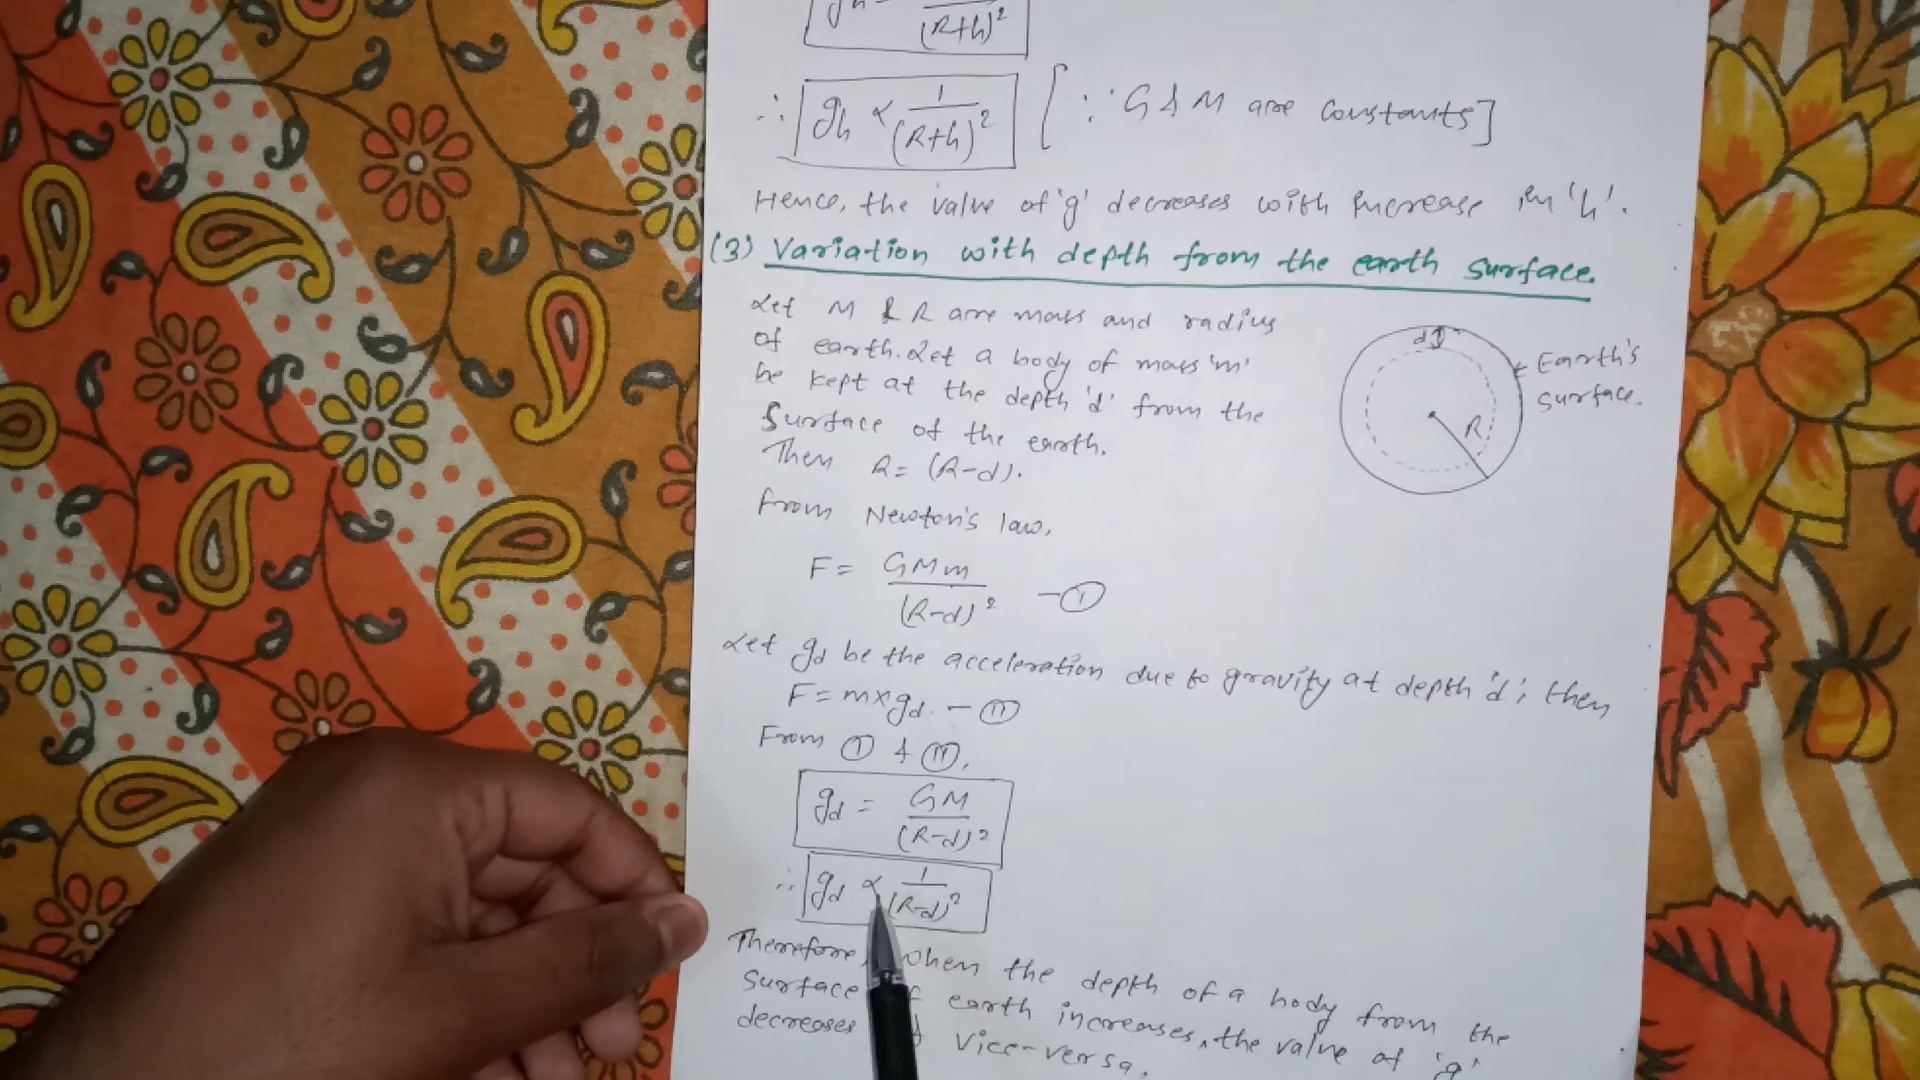 gh = (R+h)²
∴ gh ∝ 1/(R+h)² [∵ G & M are constants]
Hence, the value of 'g' decreases with increase in 'h'.
(3) Variation with depth from the earth surface.
Let M & R are mass and radius
of earth. Let a body of mass 'm'
be kept at the depth 'd' from the
surface of the earth.
Then R = (R-d).
From Newton's law,
F = GMm/(R-d)² - (I)
Let gd be the acceleration due to gravity at depth 'd', then
F = m×gd. - (II)
From (I) & (II),
gd = GM/(R-d)²
∴ gd ∝ 1/(R-d)²
Therefore, when the depth of a body from the
surface earth increases, the value of 'g'
decreases vice-versa.
d
R
Earth's
surface.